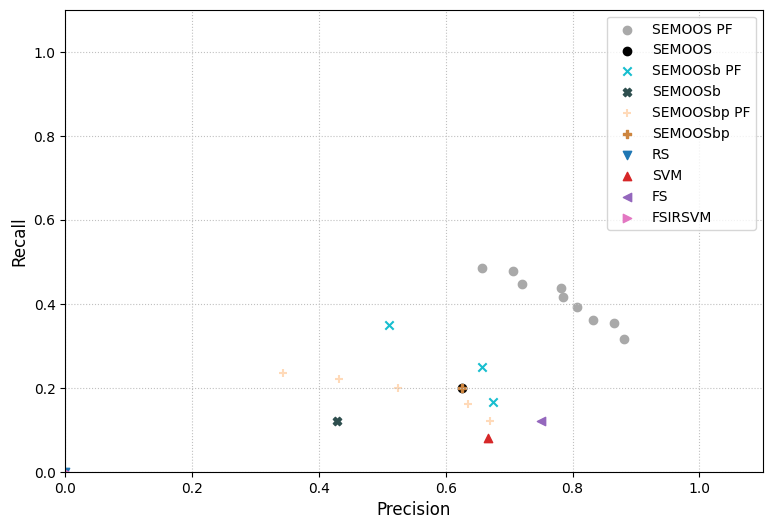 SEMOOS PF
SEMOOS
SEMOOSb PF
SEMOOSb
SEMOOSbp PF
SEMOOSbp
RS
SVM
FS
FSIRSVM
1.0
0.8
0.6
0.4
0.2
0.0
Recall
0.0 0.2 0.4 0.6 0.8 1.0
Precision